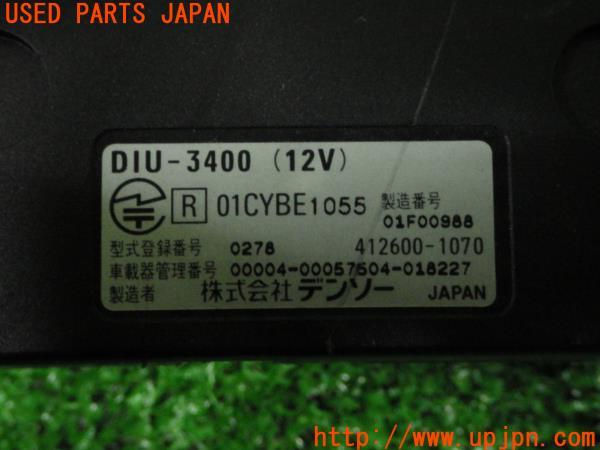 USED PARTS JAPAN
DIU-3400 (12V)
R 01CYBE1055 製造番号
01F00988
型式登録番号 0278 412600-1070
車載器管理番号 00004-00057504-018227
製造者 株式会社 デンソー JAPAN
http://www.upjpn.com